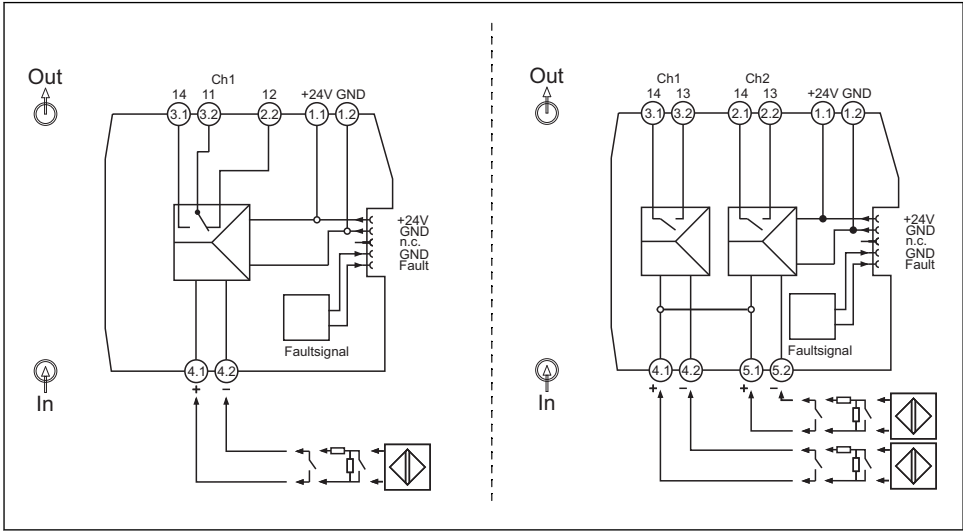 Out
Ch1
14 11 12 +24V GND
3.1 3.2 2.2 1.1 1.2
+24V
GND
n.c.
GND
Fault
Faultsignal
4.1 4.2
+ –
In
Out
Ch1 Ch2
14 13 14 13 +24V GND
3.1 3.2 2.1 2.2 1.1 1.2
+24V
GND
n.c.
GND
Fault
Faultsignal
4.1 4.2 5.1 5.2
+ – + –
In